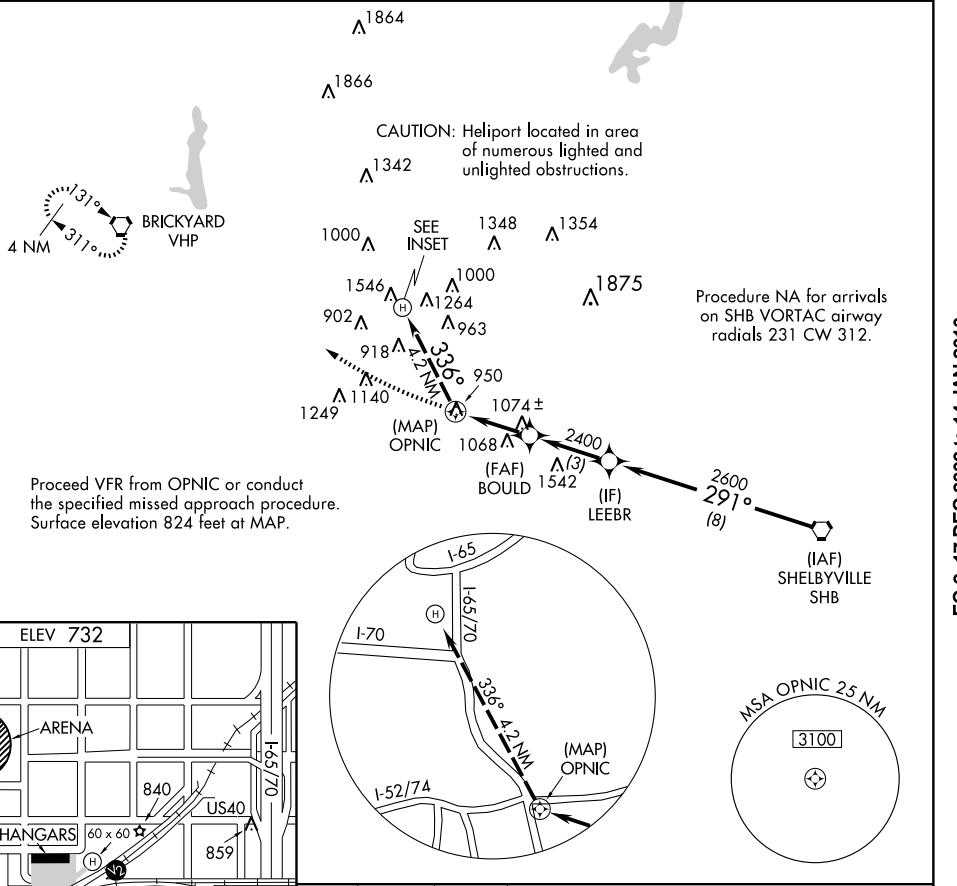 1864
1866
CAUTION: Heliport located in area
of numerous lighted and
unlighted obstructions.
1342
131°
311°
4 NM
BRICKYARD
VHP
1000
SEE
INSET
1348
1354
1546
1000
1264
1875
902
963
918
336°
4.2 NM
Procedure NA for arrivals
on SHB VORTAC airway
radials 231 CW 312.
950
1249
1140
(MAP)
OPNIC
1074±
1068
2400
(3)
1542
(FAF)
BOULD
(IF)
LEEBR
2600
291°
(8)
(IAF)
SHELBYVILLE
SHB
Proceed VFR from OPNIC or conduct
the specified missed approach procedure.
Surface elevation 824 feet at MAP.
I-65
H
I-65/70
I-70
336° 4.2 NM
(MAP)
OPNIC
I-52/74
MSA OPNIC 25 NM
3100
ELEV 732
ARENA
I-65/70
840
US40
HANGARS
60 x 60
859
H
V2
H